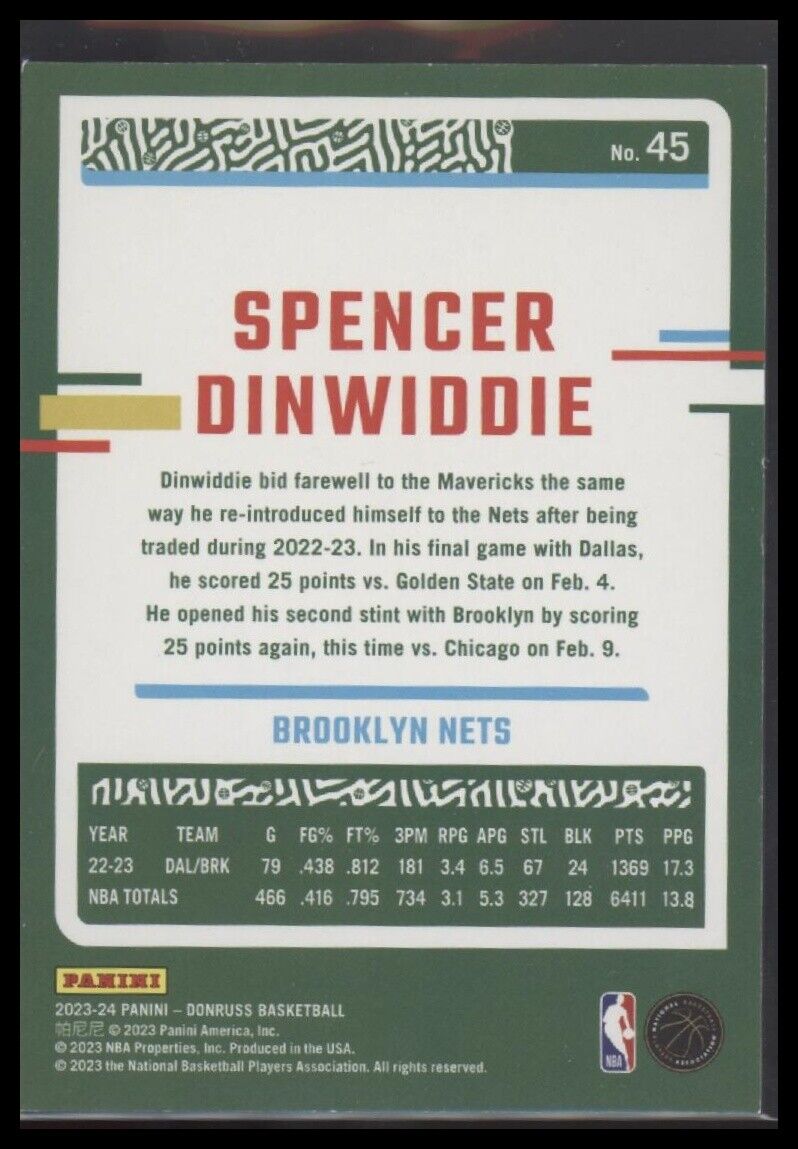 No. 45
SPENCER
DINWIDDIE
Dinwiddie bid farewell to the Mavericks the same
way he re-introduced himself to the Nets after being
traded during 2022-23. In his final game with Dallas,
he scored 25 points vs. Golden State on Feb. 4.
He opened his second stint with Brooklyn by scoring
25 points again, this time vs. Chicago on Feb. 9.
BROOKLYN NETS
YEAR TEAM G FG% FT% 3PM RPG APG STL BLK PTS PPG
22-23 DAL/BRK 79 .438 .812 181 3.4 6.5 67 24 1369 17.3
NBA TOTALS 466 .416 .795 734 3.1 5.3 327 128 6411 13.8
PANINI
2023-24 PANINI – DONRUSS BASKETBALL
帕尼尼 © 2023 Panini America, Inc.
© 2023 NBA Properties, Inc. Produced in the USA.
© 2023 the National Basketball Players Association. All rights reserved.
NBA
NATIONAL BASKETBALL PLAYERS ASSOCIATION